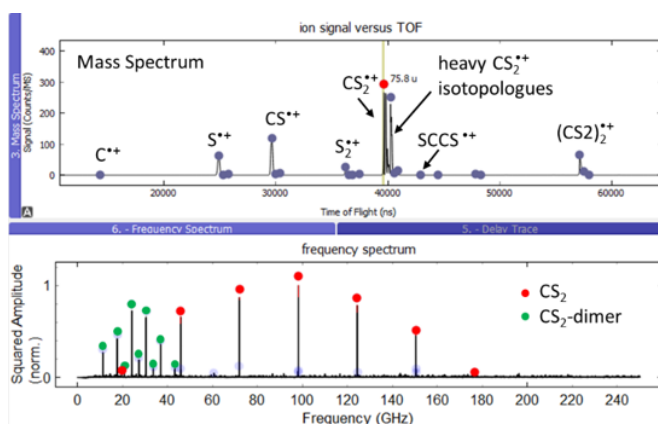 ion signal versus TOF
3. Mass Spectrum
Signal (Counts/MS)
400
300
200
100
0
Mass Spectrum
C•+
S•+
CS•+
S2•+
CS2•+
75.8 u
heavy CS2•+
isotopologues
SCCS•+
(CS2)2•+
20000 30000 40000 50000 60000
Time of Flight (ns)
A
6. - Frequency Spectrum
5. - Delay Trace
frequency spectrum
Squared Amplitude
(norm.)
1
0
CS2
CS2-dimer
0 20 40 60 80 100 120 140 160 180 200 220 240
Frequency (GHz)